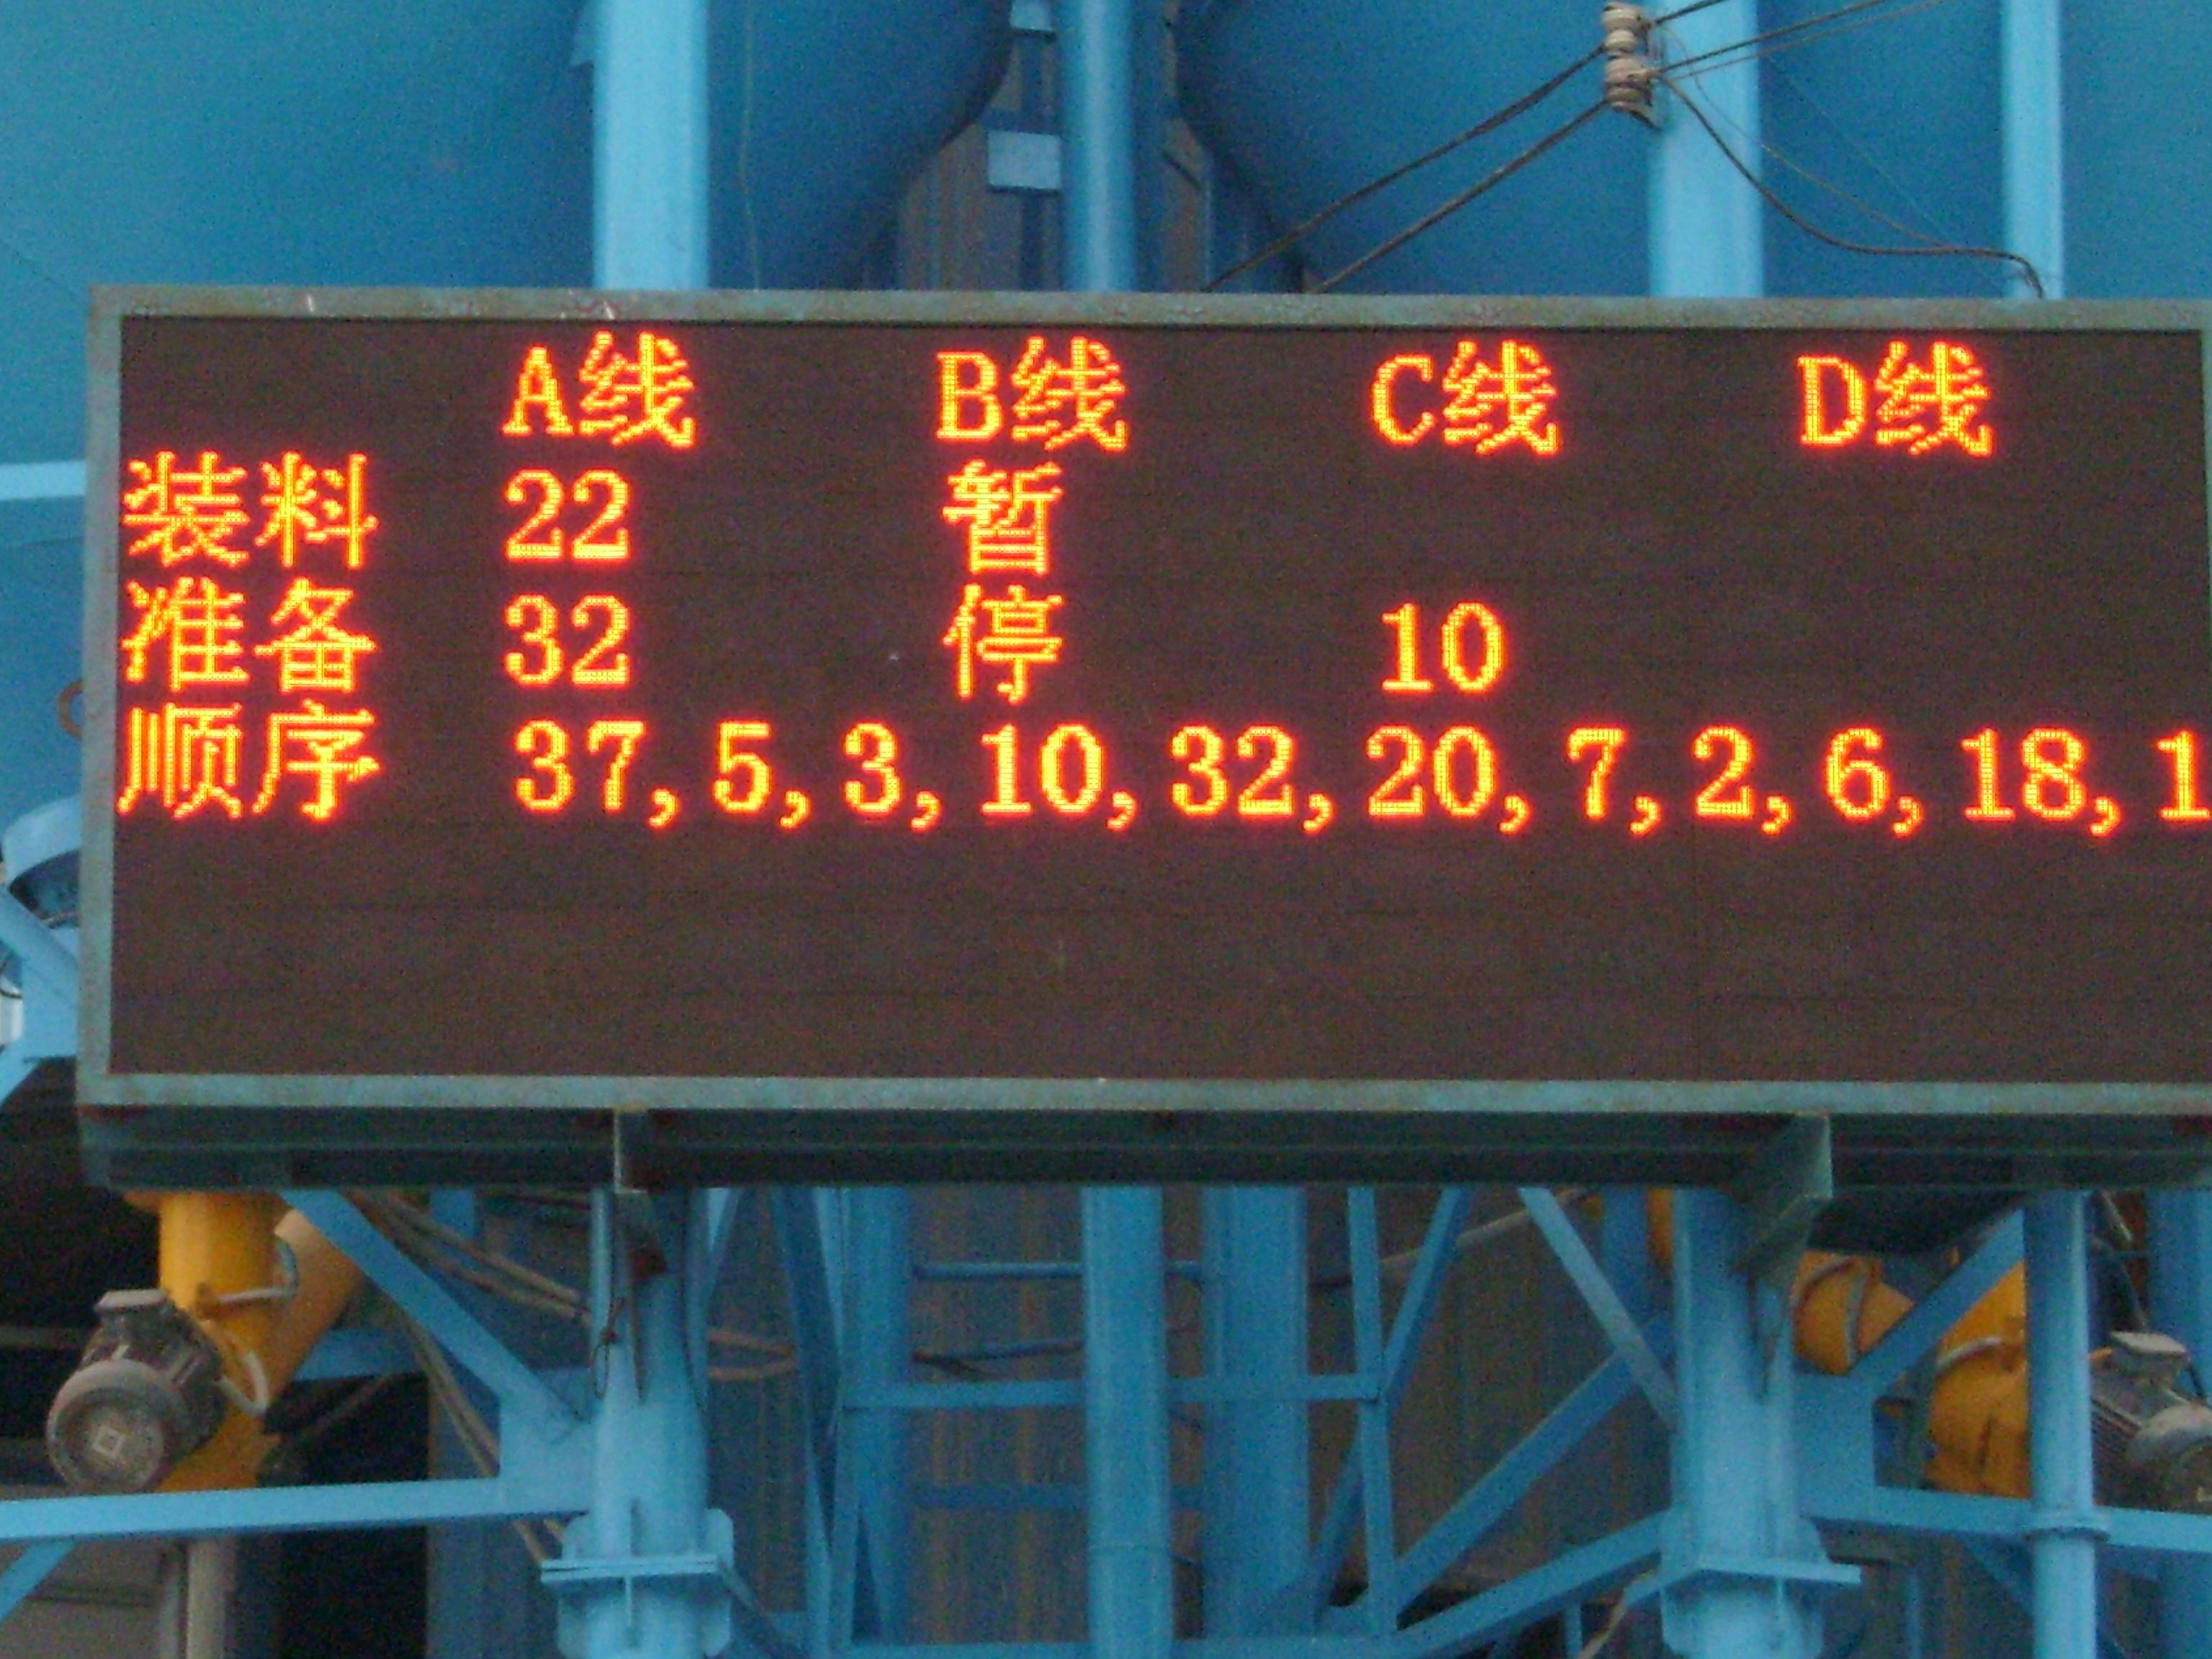 A线 B线 C线 D线
装料 22 暂
准备 32 停 10
顺序 37,5,3,10,32,20,7,2,6,18,1